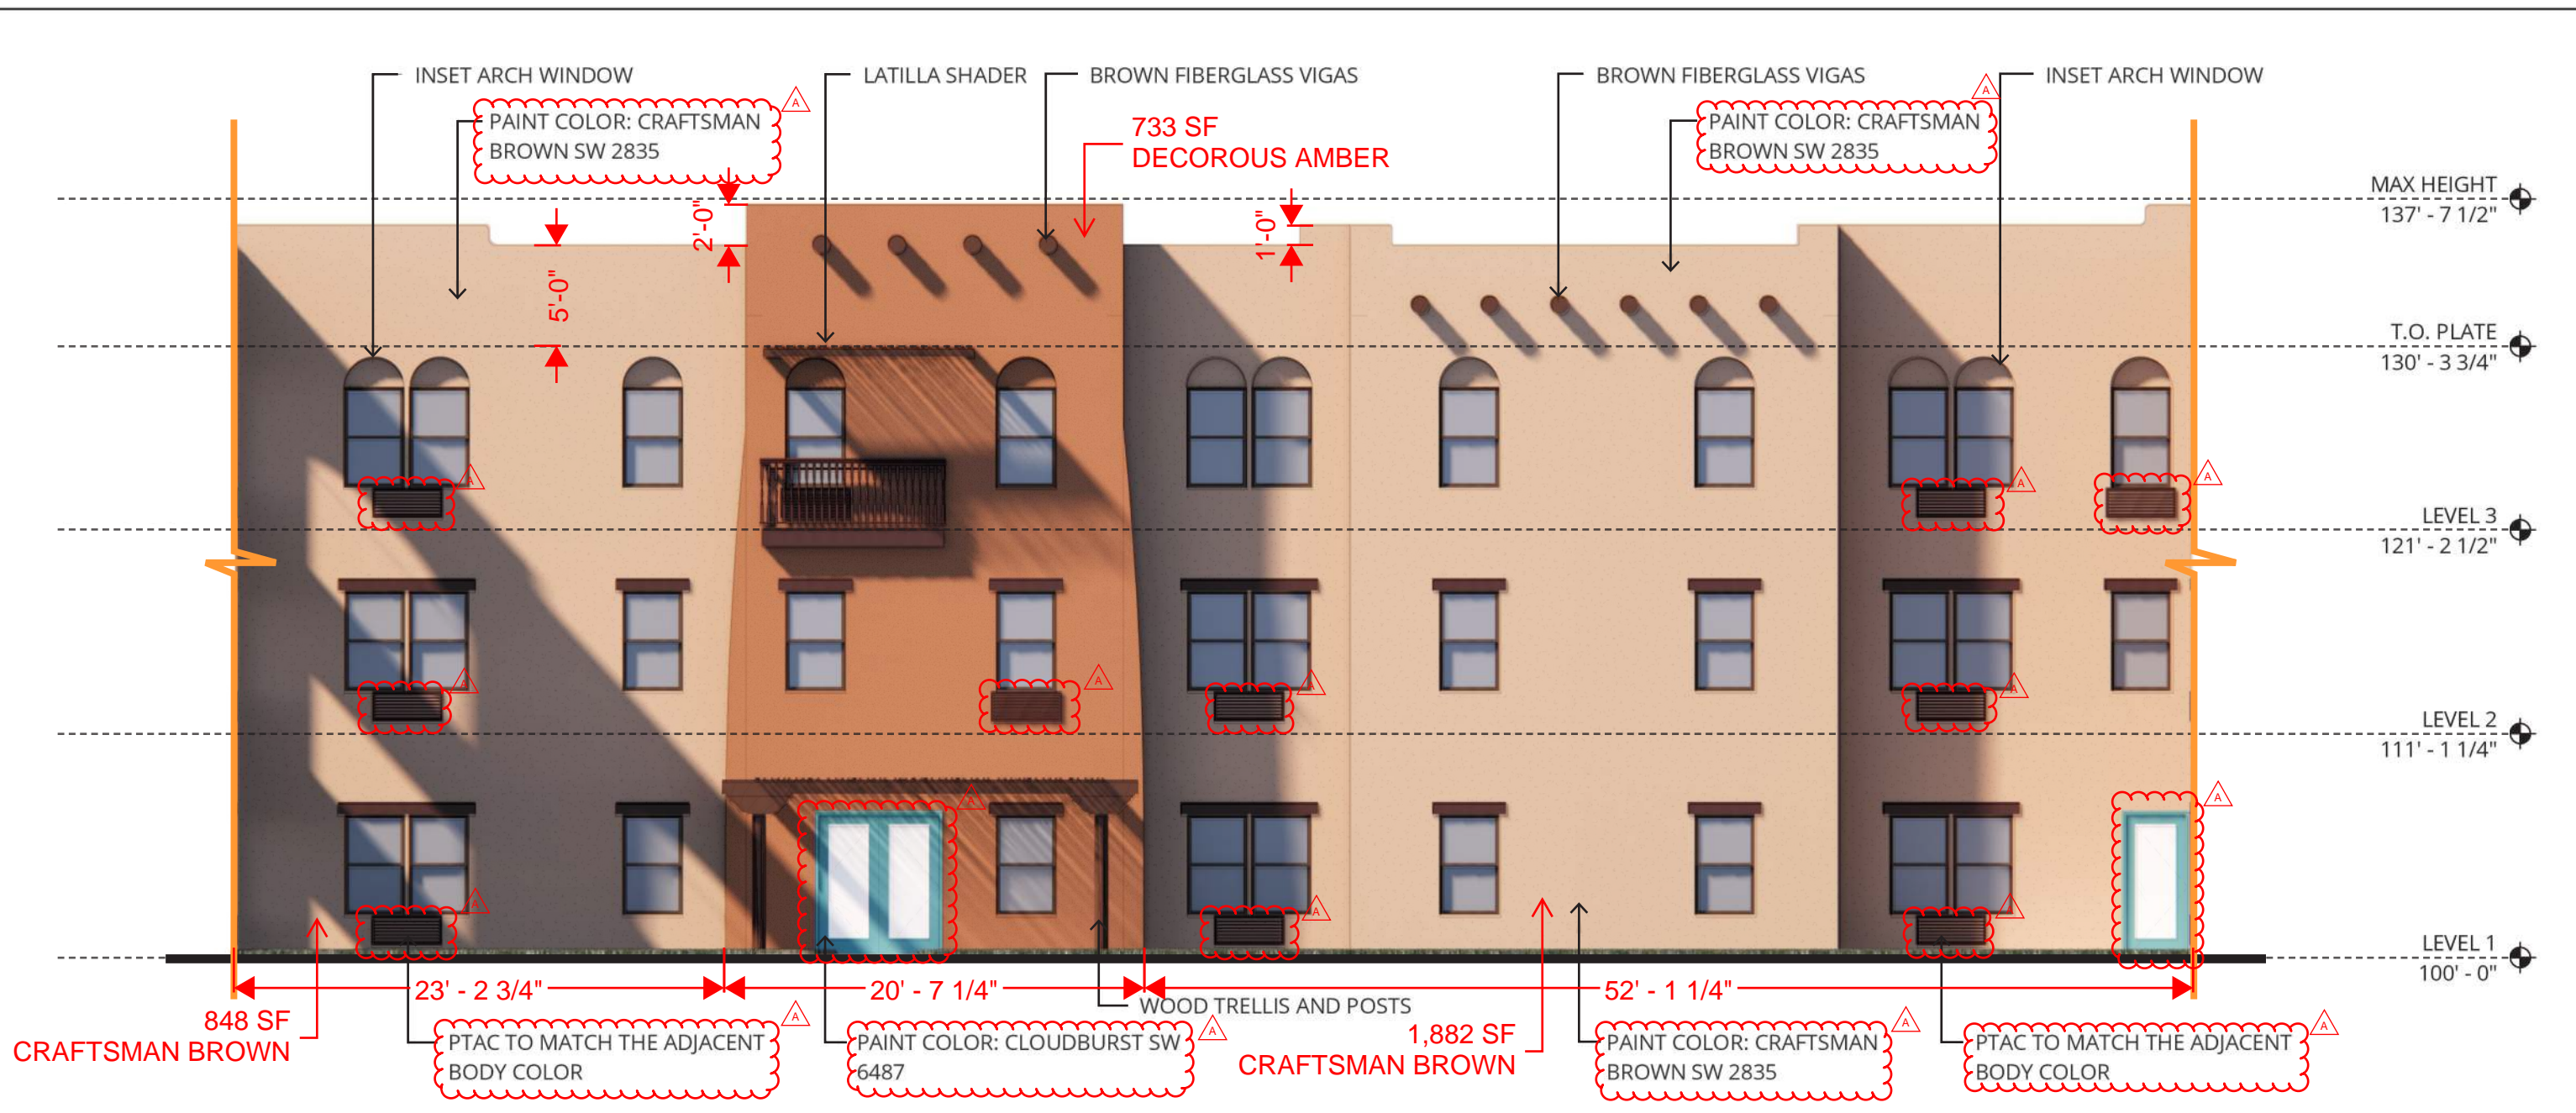 INSET ARCH WINDOW
LATILLA SHADER
BROWN FIBERGLASS VIGAS
BROWN FIBERGLASS VIGAS
INSET ARCH WINDOW
A
PAINT COLOR: CRAFTSMAN
BROWN SW 2835
733 SF
DECOROUS AMBER
A
PAINT COLOR: CRAFTSMAN
BROWN SW 2835
MAX HEIGHT
137' - 7 1/2"
2'-0"
1'-0"
5'-0"
T.O. PLATE
130' - 3 3/4"
A
A
A
LEVEL 3
121' - 2 1/2"
A
A
A
A
LEVEL 2
111' - 1 1/4"
A
A
A
A
A
LEVEL 1
100' - 0"
23' - 2 3/4"
20' - 7 1/4"
52' - 1 1/4"
WOOD TRELLIS AND POSTS
848 SF
CRAFTSMAN BROWN
A
PTAC TO MATCH THE ADJACENT
BODY COLOR
A
PAINT COLOR: CLOUDBURST SW
6487
1,882 SF
CRAFTSMAN BROWN
A
PAINT COLOR: CRAFTSMAN
BROWN SW 2835
A
PTAC TO MATCH THE ADJACENT
BODY COLOR